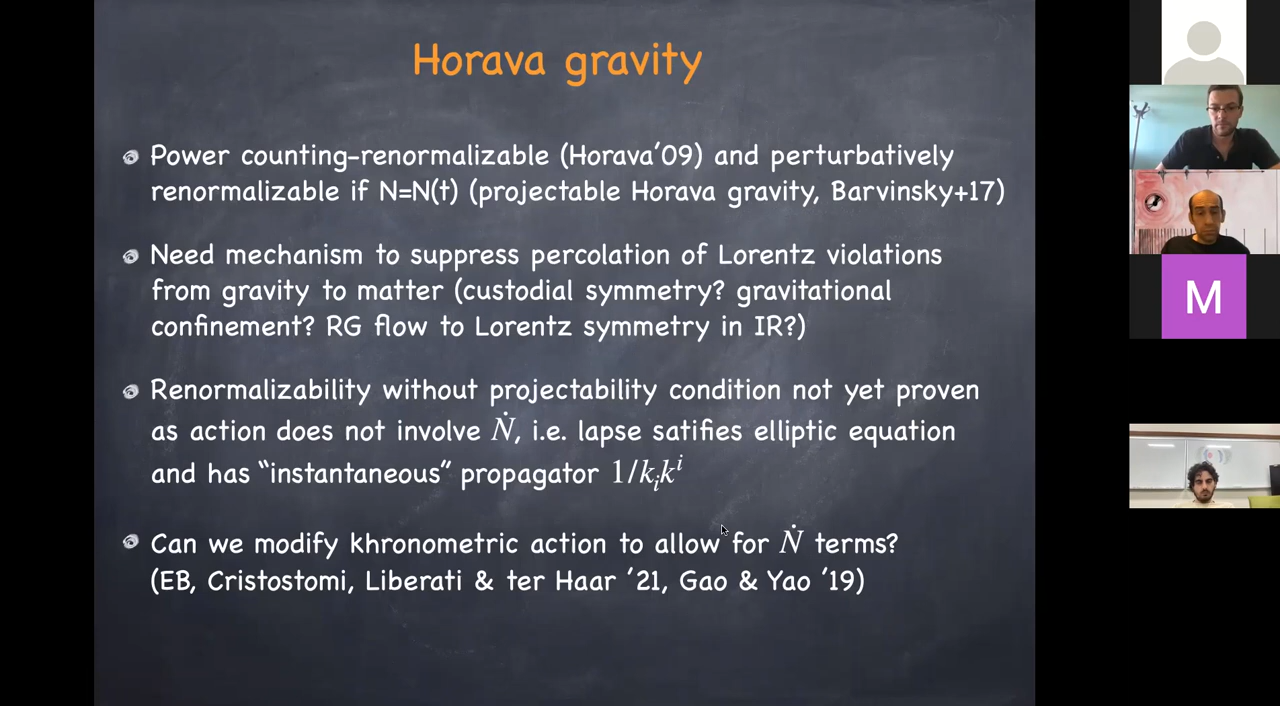 Horava gravity
Power counting-renormalizable (Horava'09) and perturbatively
renormalizable if N=N(t) (projectable Horava gravity, Barvinsky+17)
Need mechanism to suppress percolation of Lorentz violations
from gravity to matter (custodial symmetry? gravitational
confinement? RG flow to Lorentz symmetry in IR?)
Renormalizability without projectability condition not yet proven
as action does not involve Ṅ, i.e. lapse satifies elliptic equation
and has “instantaneous” propagator 1/kᵢkⁱ
Can we modify khronometric action to allow for Ṅ terms?
(EB, Cristostomi, Liberati & ter Haar '21, Gao & Yao '19)
M